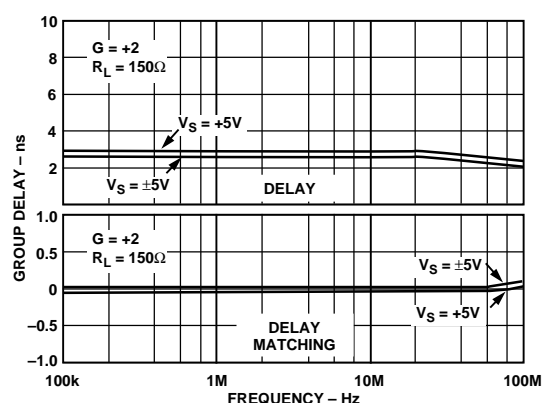 10
8
6
4
2
G = +2
R_L = 150Ω
V_S = +5V
V_S = ±5V
DELAY
GROUP DELAY – ns
1.0
0.5
0
–0.5
–1.0
G = +2
R_L = 150Ω
V_S = ±5V
V_S = +5V
DELAY
MATCHING
100k
1M
10M
100M
FREQUENCY – Hz